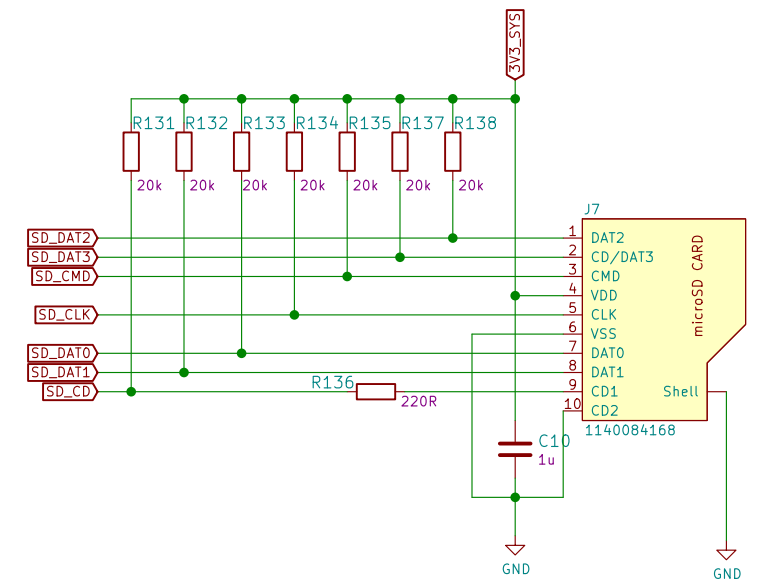 3V3_SYS
R131 R132 R133 R134 R135 R137 R138
20k 20k 20k 20k 20k 20k 20k
J7
SD_DAT2 1 DAT2
SD_DAT3 2 CD/DAT3
SD_CMD 3 CMD
4 VDD
SD_CLK 5 CLK
6 VSS
SD_DAT0 7 DAT0
SD_DAT1 8 DAT1
SD_CD R136 220R 9 CD1 Shell
10 CD2
microSD CARD
1140084168
C10
1u
GND
GND